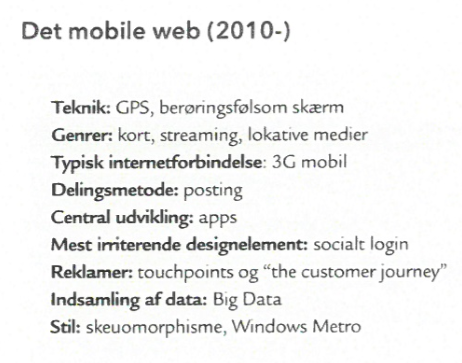 Det mobile web (2010-)
Teknik: GPS, berøringsfølsom skærm
Genrer: kort, streaming, lokative medier
Typisk internetforbindelse: 3G mobil
Delingsmetode: posting
Central udvikling: apps
Mest irriterende designelement: socialt login
Reklamer: touchpoints og “the customer journey”
Indsamling af data: Big Data
Stil: skeuomorphisme, Windows Metro